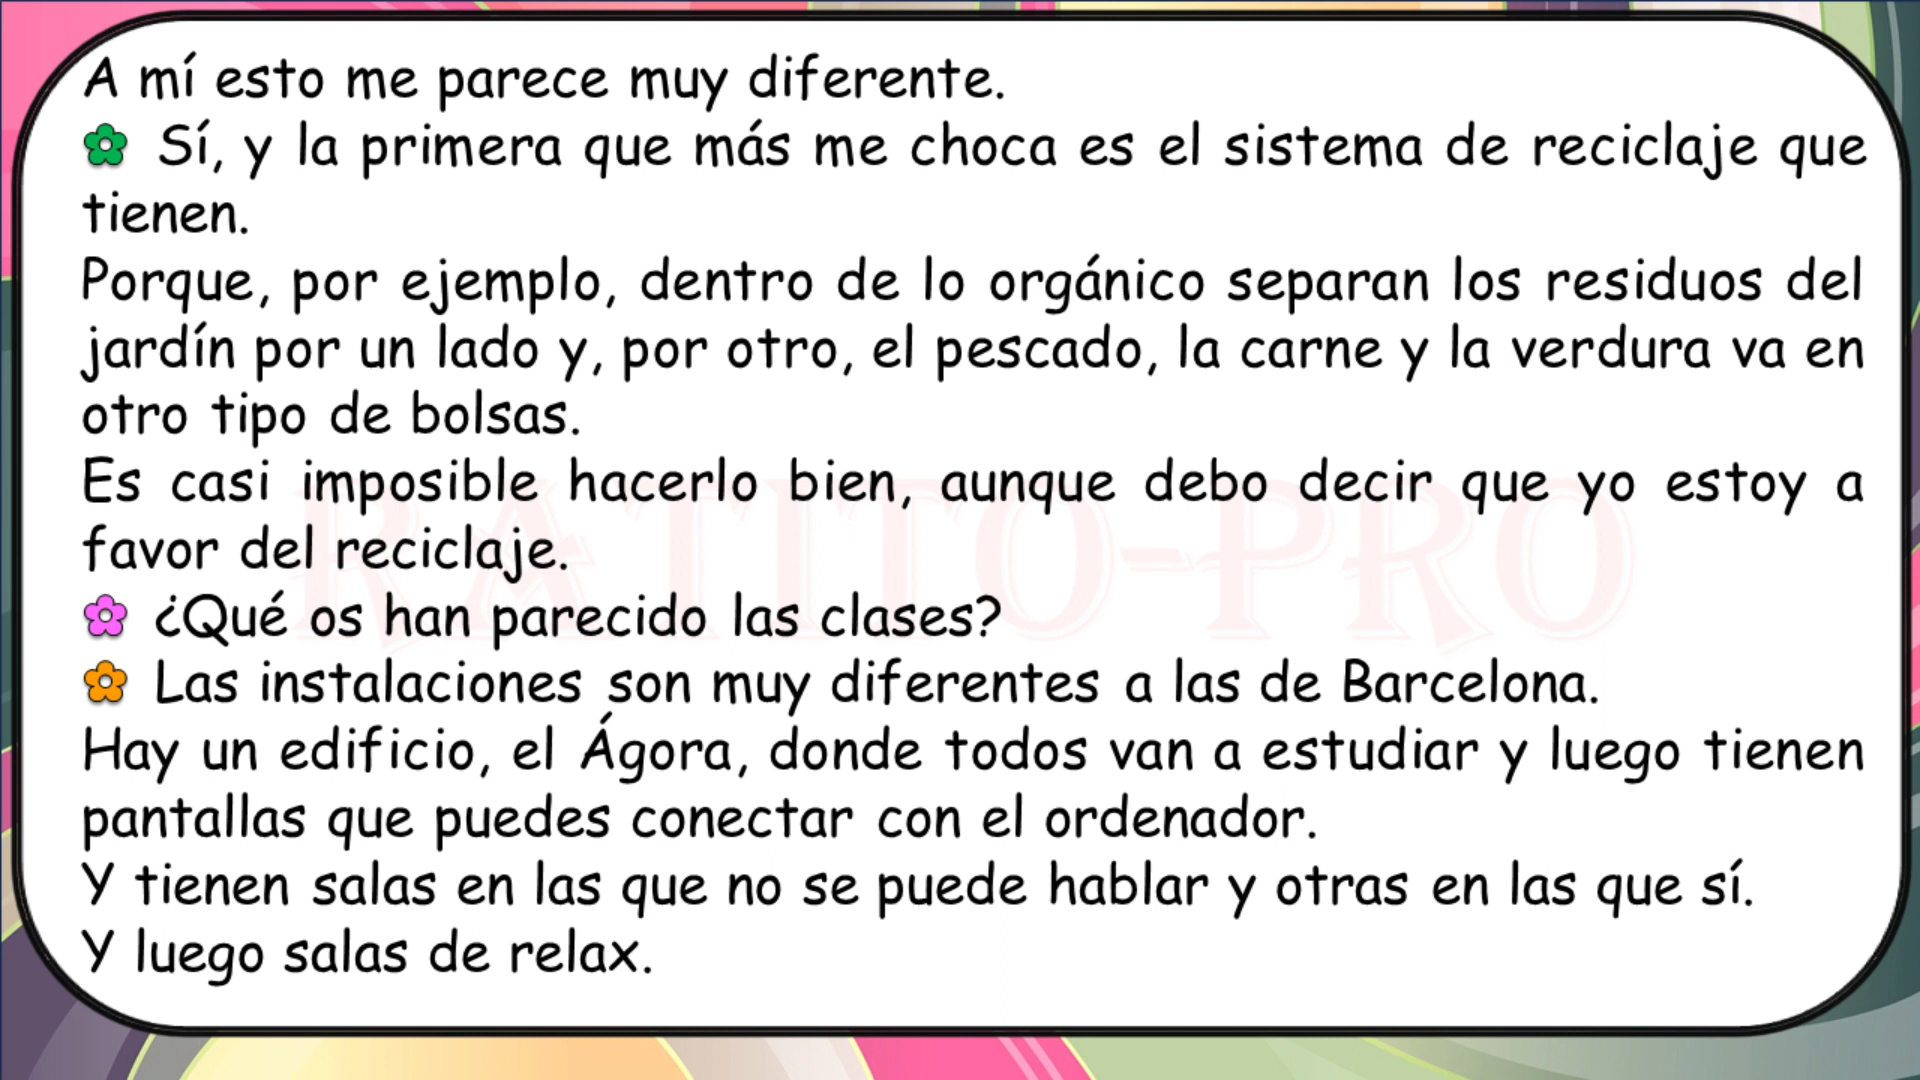 A mí esto me parece muy diferente.
Sí, y la primera que más me choca es el sistema de reciclaje que
tienen.
Porque, por ejemplo, dentro de lo orgánico separan los residuos del
jardín por un lado y, por otro, el pescado, la carne y la verdura va en
otro tipo de bolsas.
Es casi imposible hacerlo bien, aunque debo decir que yo estoy a
favor del reciclaje.
¿Qué os han parecido las clases?
Las instalaciones son muy diferentes a las de Barcelona.
Hay un edificio, el Ágora, donde todos van a estudiar y luego tienen
pantallas que puedes conectar con el ordenador.
Y tienen salas en las que no se puede hablar y otras en las que sí.
Y luego salas de relax.
RATITO-PRO